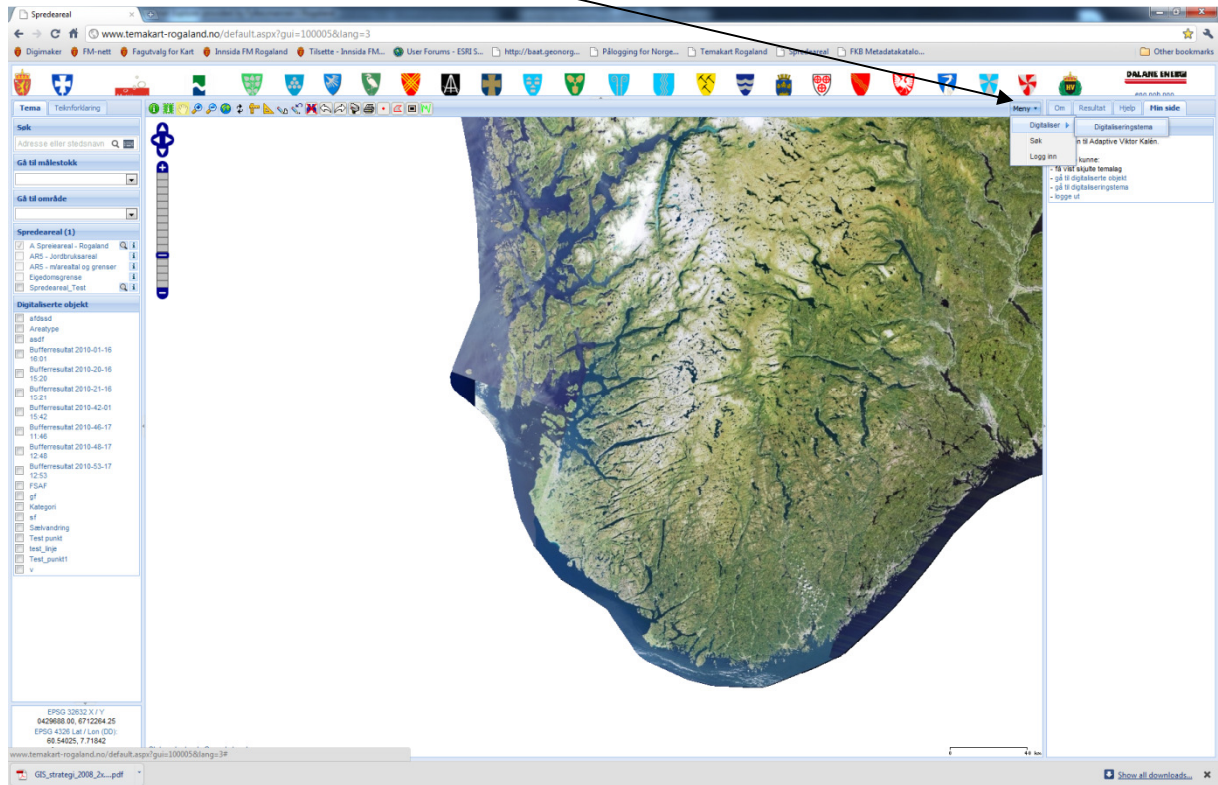 Spredeareal
www.temakart-rogaland.no/default.aspx?gui=100005&lang=3
Digimaker FM-nett Fagutvalg for Kart Innsida FM Rogaland Tilsette - Innsida FM... User Forums - ESRI S... http://baat.geonorg... Pålogging for Norge... Temakart Rogaland Spredeareal FKB Metadatakatalo... Other bookmarks
HV
DALANE ENERGI
Tema Teiknforklaring
Meny
Om Resultat Hjelp Min side
Søk
Adresse eller stedsnavn
Gå til målestokk
Gå til område
Spredeareal (1)
A Spreieareal - Rogaland
AR5 - Jordbruksareal
AR5 - m/arealtal og grenser
Eigedomsgrense
Spredeareal_Test
Digitaliserte objekt
afdssd
Areatype
asdf
Bufferresultat 2010-01-16
16:01
Bufferresultat 2010-20-16
15:20
Bufferresultat 2010-21-16
15:21
Bufferresultat 2010-42-01
15:42
Bufferresultat 2010-46-17
11:46
Bufferresultat 2010-48-17
12:48
Bufferresultat 2010-53-17
12:53
FSAF
gf
Kategori
sf
Sælvandring
Test punkt
test_linje
Test_punkt1
v
Digitaliser
Digitaliseringstema
Søk
Logg inn
til Adaptive Viktor Kalén.
kunne:
- få vist skjulte temalag
- gå til digitaliserte objekt
- gå til digitaliseringstema
- logge ut
EPSG 32632 X / Y
0429688.00, 6712264.25
EPSG 4326 Lat / Lon (DD):
60.54025, 7.71842
0 40 km
www.temakart-rogaland.no/default.aspx?gui=100005&lang=3#
GIS_strategi_2008_2x....pdf
Show all downloads...